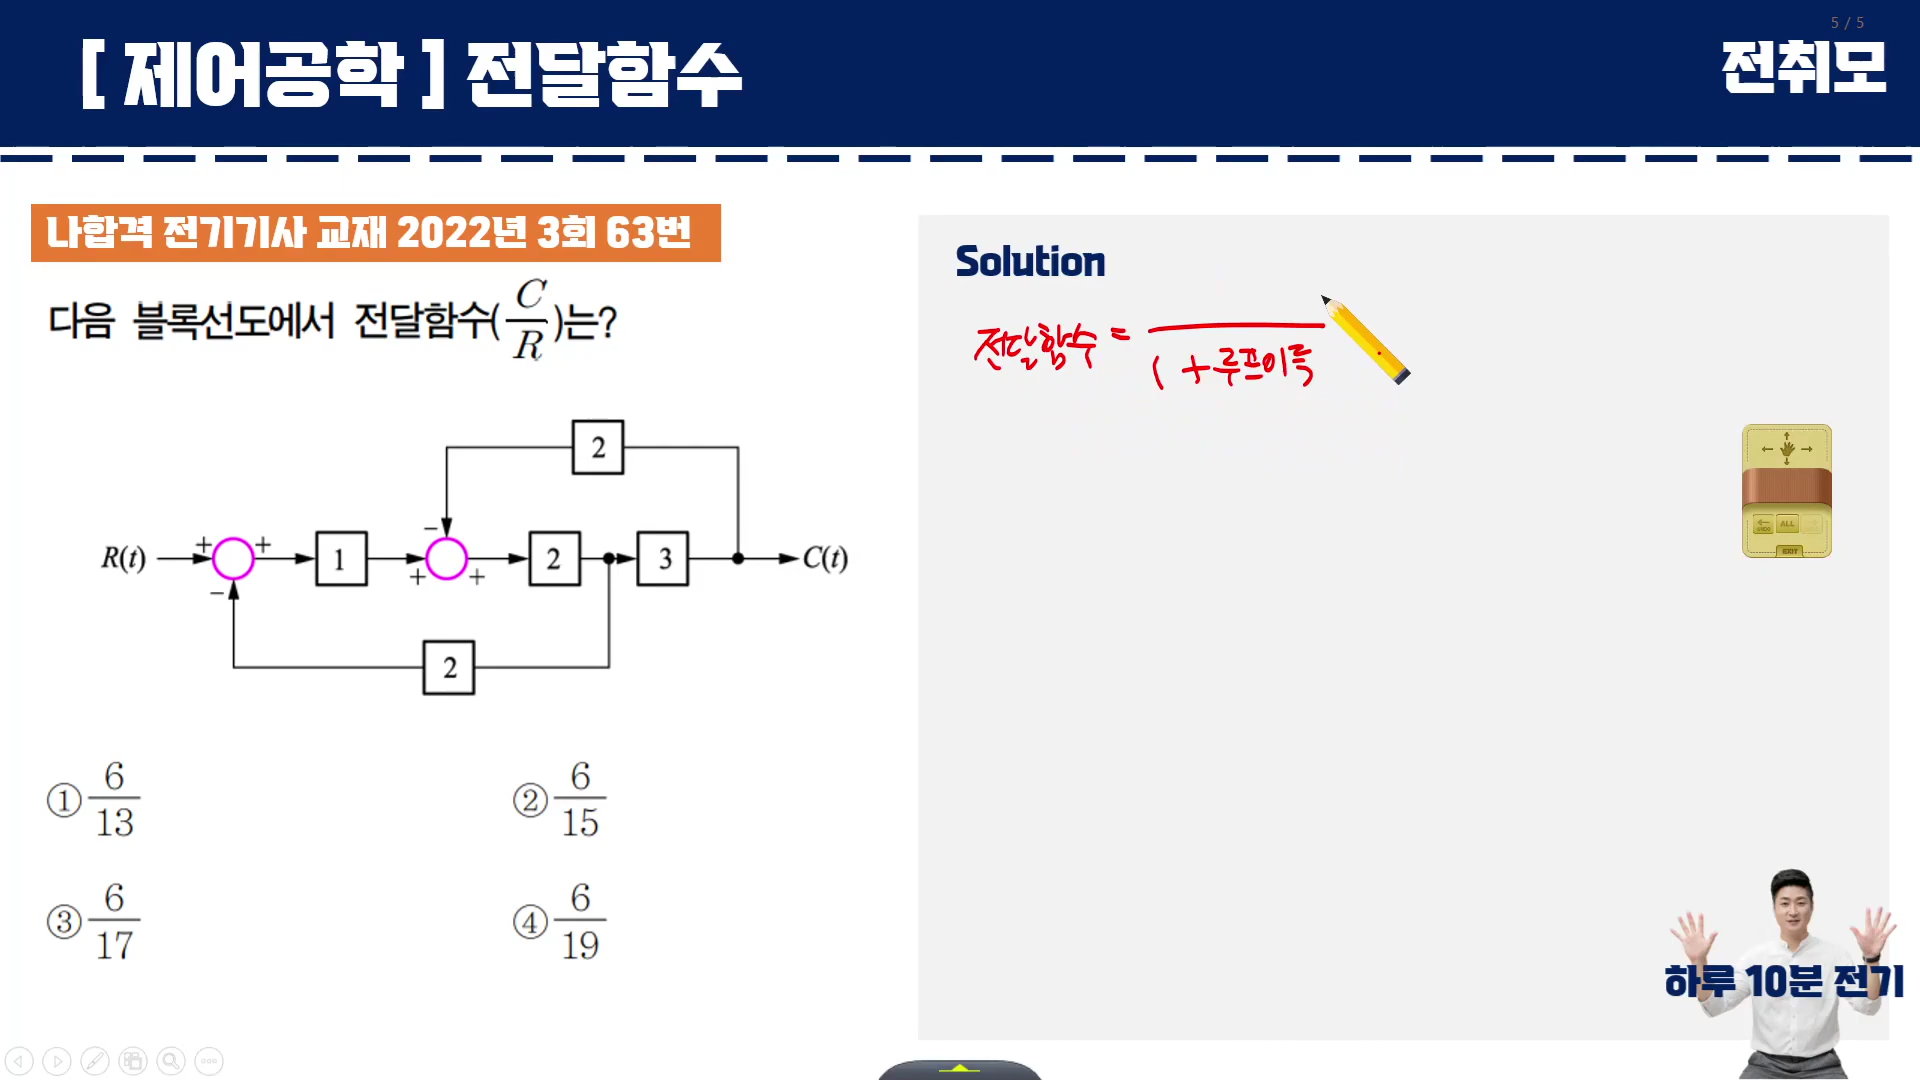 5 / 5
[ 제어공학 ] 전달함수
전취모
나합격 전기기사 교재 2022년 3회 63번
다음 블록선도에서 전달함수(C/R)는?
Solution
전달함수 = 
1 + 루프이득
2
R(t) + + 1 − + + 2 3 C(t)
−
2
① 6/13
② 6/15
③ 6/17
④ 6/19
ALL
EXIT
하루 10분 전기